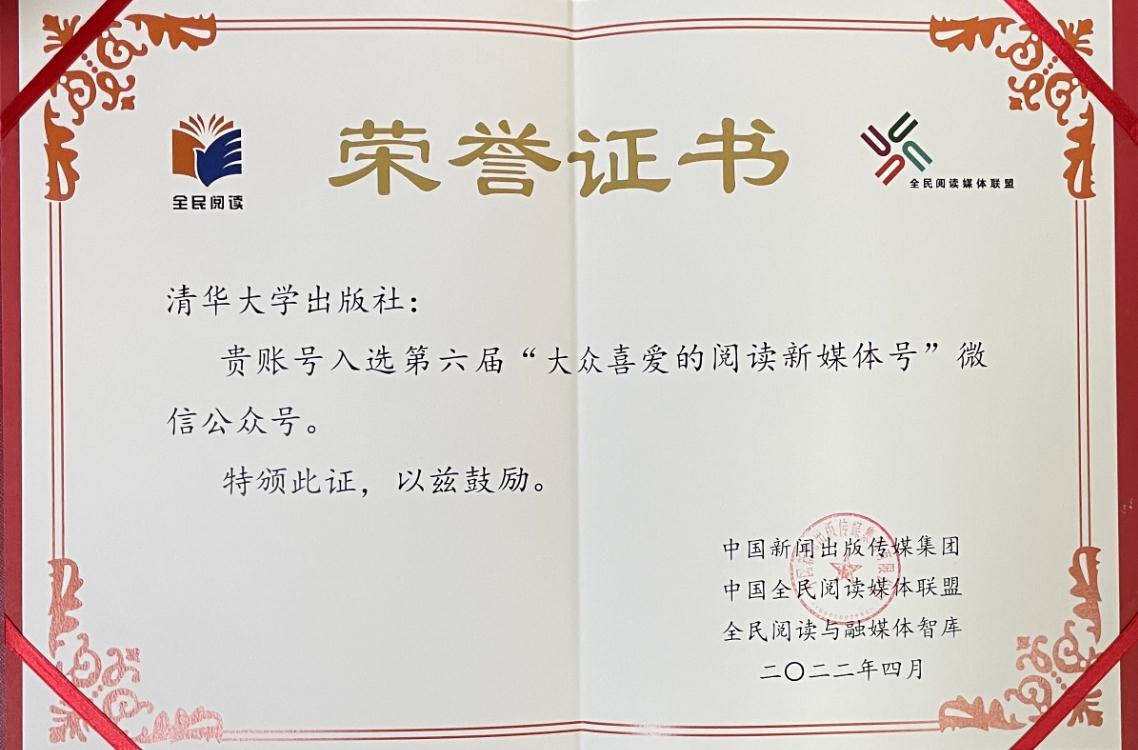 荣誉证书
全民阅读
全民阅读媒体联盟
清华大学出版社：
贵账号入选第六届“大众喜爱的阅读新媒体号”微
信公众号。
特颁此证，以兹鼓励。
中国新闻出版传媒集团
中国全民阅读媒体联盟
全民阅读与融媒体智库
二〇二二年四月